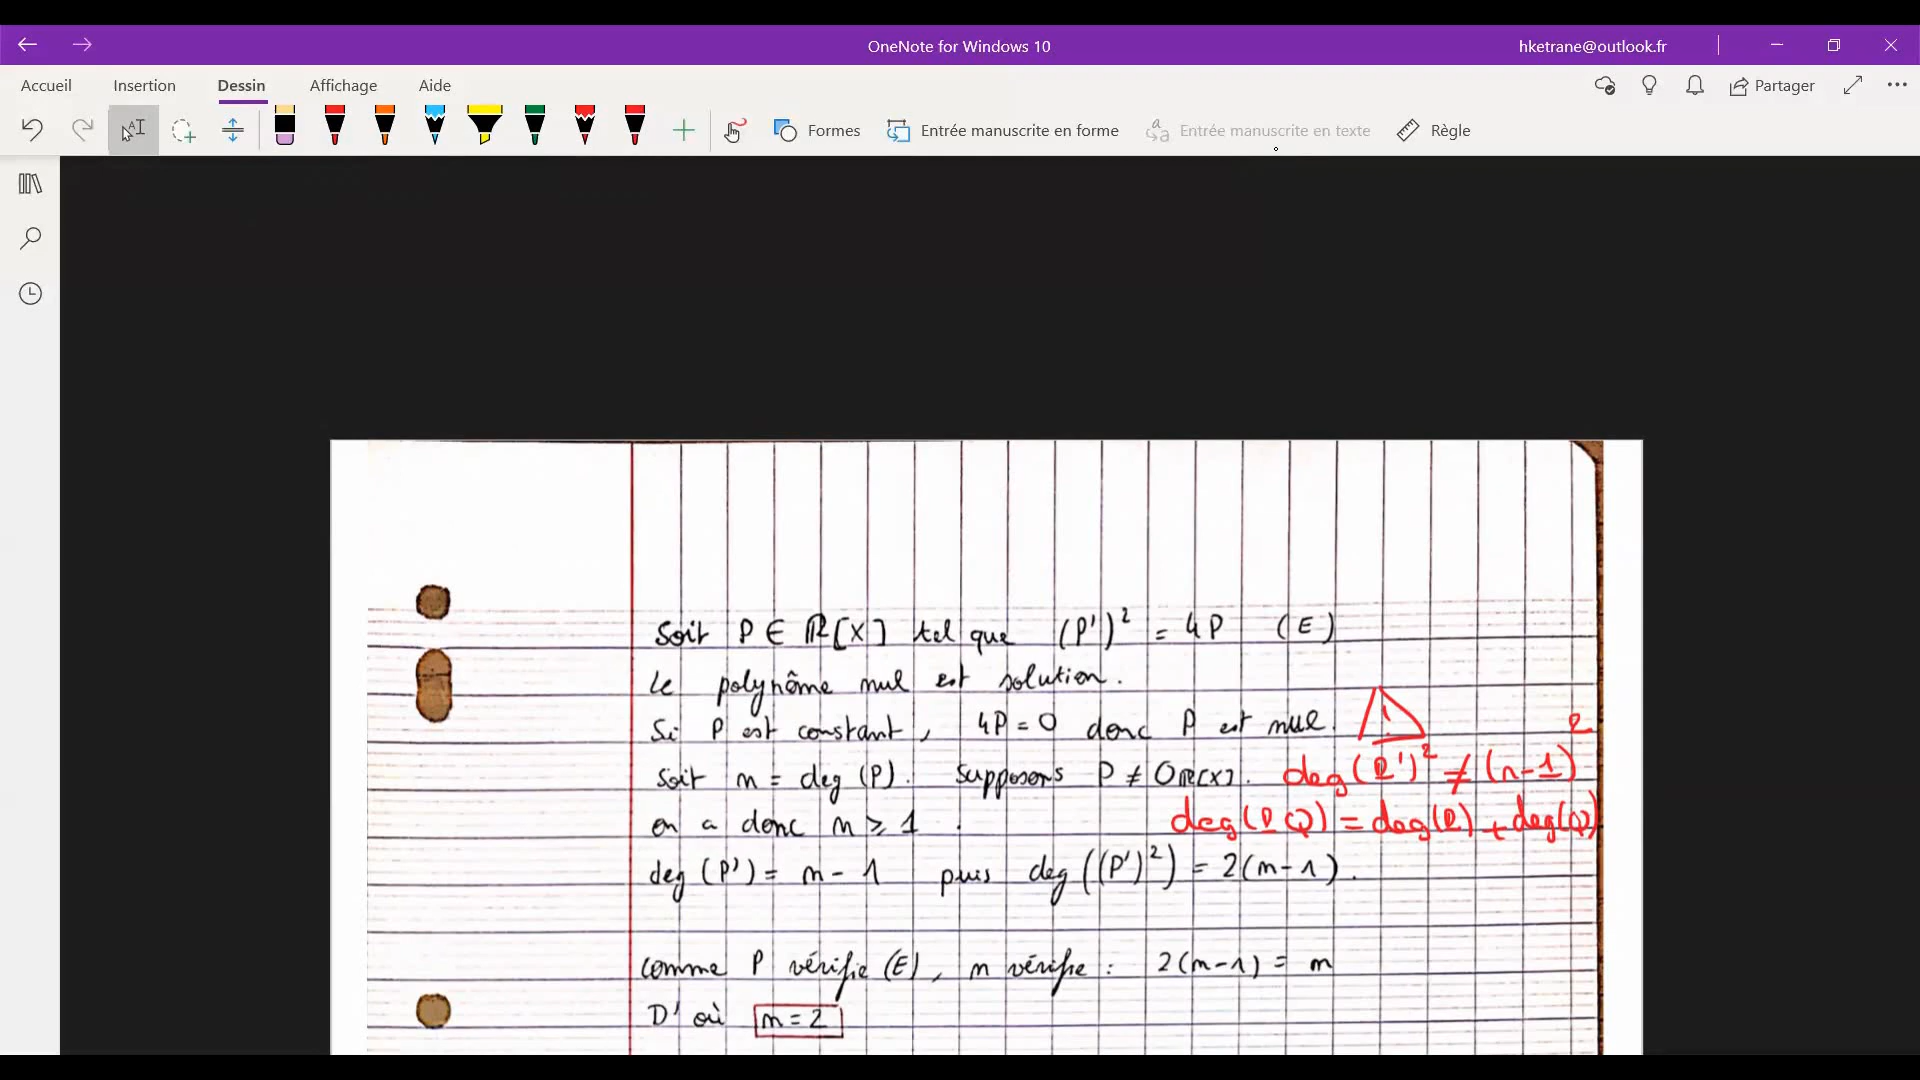 OneNote for Windows 10
hketrane@outlook.fr
Accueil Insertion Dessin Affichage Aide
Partager
Formes Entrée manuscrite en forme Entrée manuscrite en texte Règle
Soit P ∈ ℝ[X] tel que (P')² = 4P (E)
Le polynôme nul est solution.
Si P est constant, 4P = 0 donc P est nul.
Soit n = deg(P). Supposons P ≠ 0ℝ[X].
deg(P')² ≠ (n-1)²
on a donc n ≥ 1.
deg(PQ) = deg(P) + deg(Q)
deg(P') = n - 1 puis deg((P')²) = 2(n-1).
Comme P vérifie (E), n vérifie : 2(n-1) = n
D'où n = 2